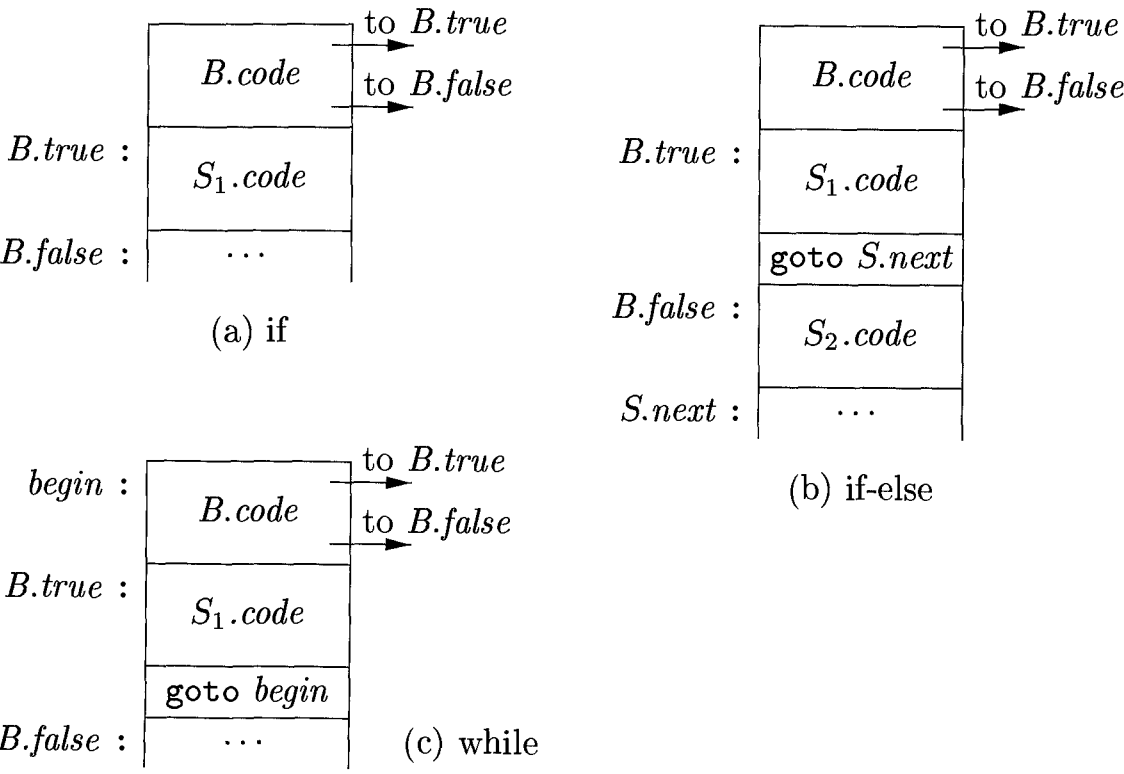 to B.true
B.code
to B.false
B.true :
S₁.code
B.false :
...
(a) if
to B.true
B.code
to B.false
B.true :
S₁.code
goto S.next
B.false :
S₂.code
S.next :
...
(b) if-else
to B.true
begin :
B.code
to B.false
B.true :
S₁.code
goto begin
B.false :
...
(c) while